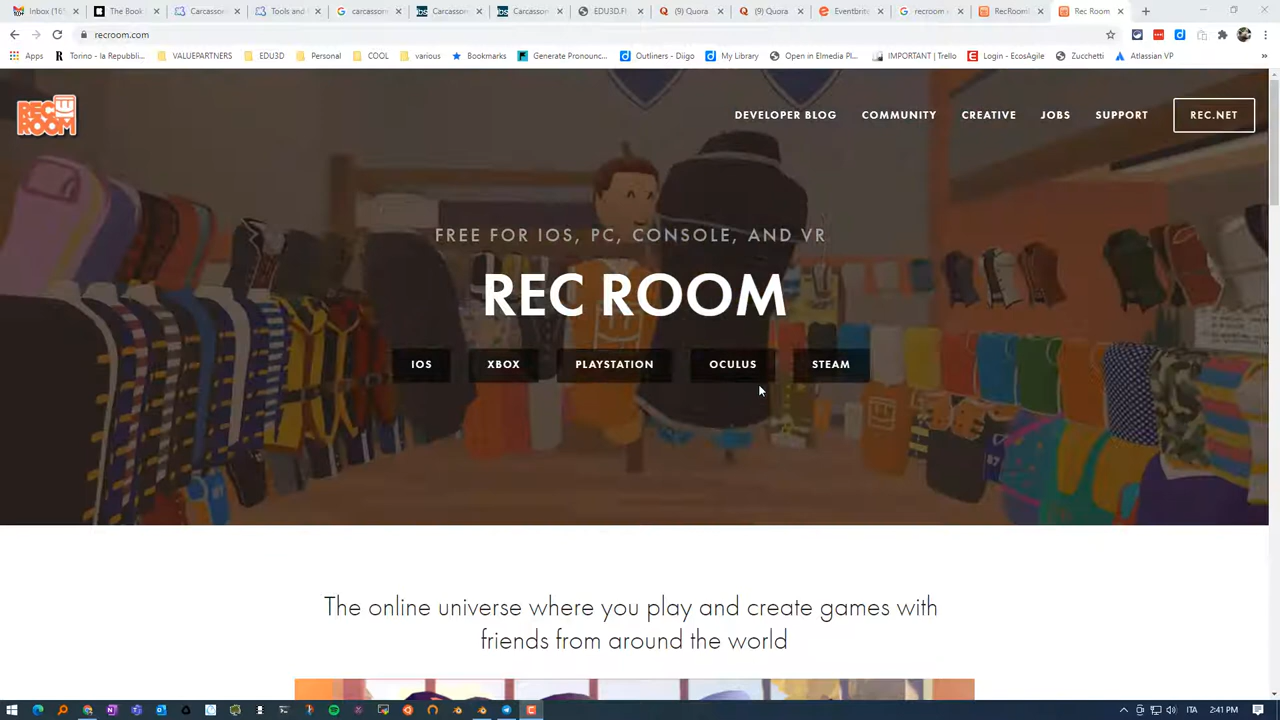 Inbox (16
The Book
Carcasso
Tools and
carcasson
Carcasson
Carcasson
EDU3D.FI
(9) Quora
(9) Quora
Eventbrit
recroom
RecRoom
Rec Room
recroom.com
Apps
Torino - la Repubbli...
VALUEPARTNERS
EDU3D
Personal
COOL
various
Bookmarks
Generate Pronounc...
Outliners - Diigo
My Library
Open in Elmedia Pl...
IMPORTANT | Trello
Login - EcosAgile
Zucchetti
Atlassian VP
REC ROOM
DEVELOPER BLOG
COMMUNITY
CREATIVE
JOBS
SUPPORT
REC.NET
FREE FOR IOS, PC, CONSOLE, AND VR
REC ROOM
IOS
XBOX
PLAYSTATION
OCULUS
STEAM
The online universe where you play and create games with
friends from around the world
ITA
2:41 PM